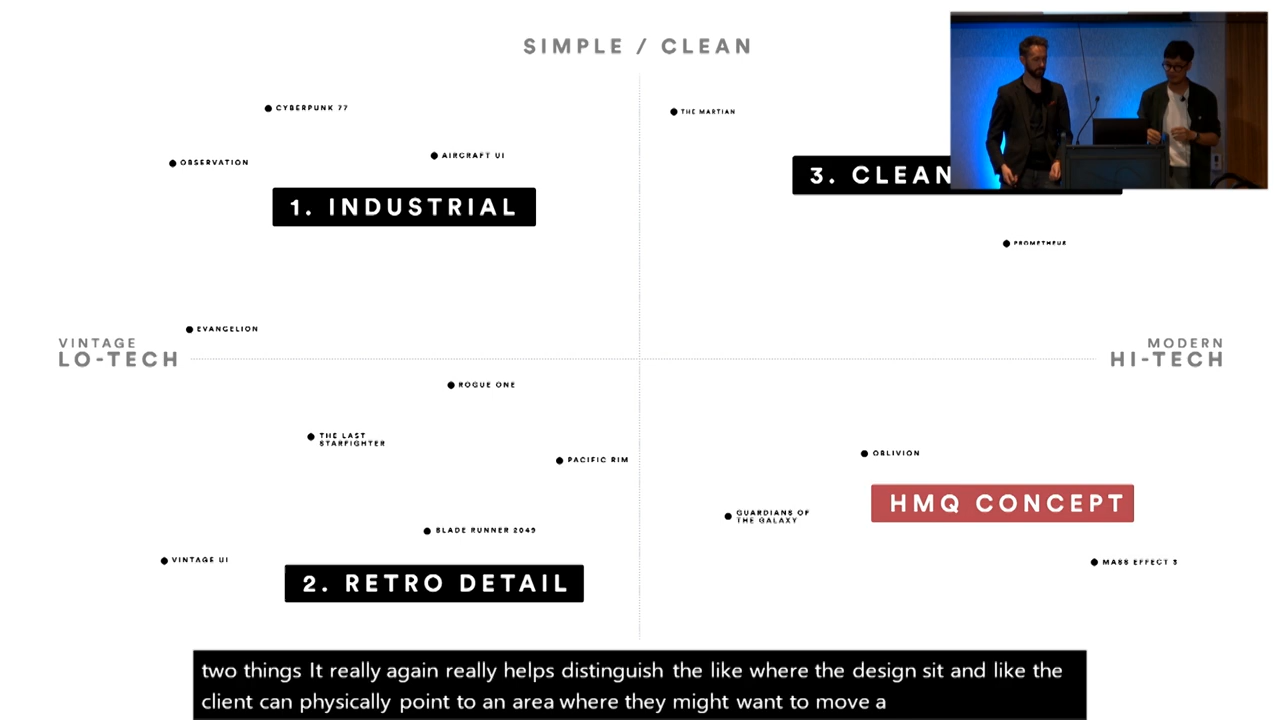 SIMPLE / CLEAN
CYBERPUNK 77
THE MARTIAN
OBSERVATION
AIRCRAFT UI
1. INDUSTRIAL
3. CLEAN
PROMETHEUS
EVANGELION
VINTAGE
LO-TECH
MODERN
HI-TECH
ROGUE ONE
THE LAST
STARFIGHTER
PACIFIC RIM
OBLIVION
HMQ CONCEPT
GUARDIANS OF
THE GALAXY
BLADE RUNNER 2049
VINTAGE UI
MASS EFFECT 3
2. RETRO DETAIL
two things It really again really helps distinguish the like where the design sit and like the
client can physically point to an area where they might want to move a